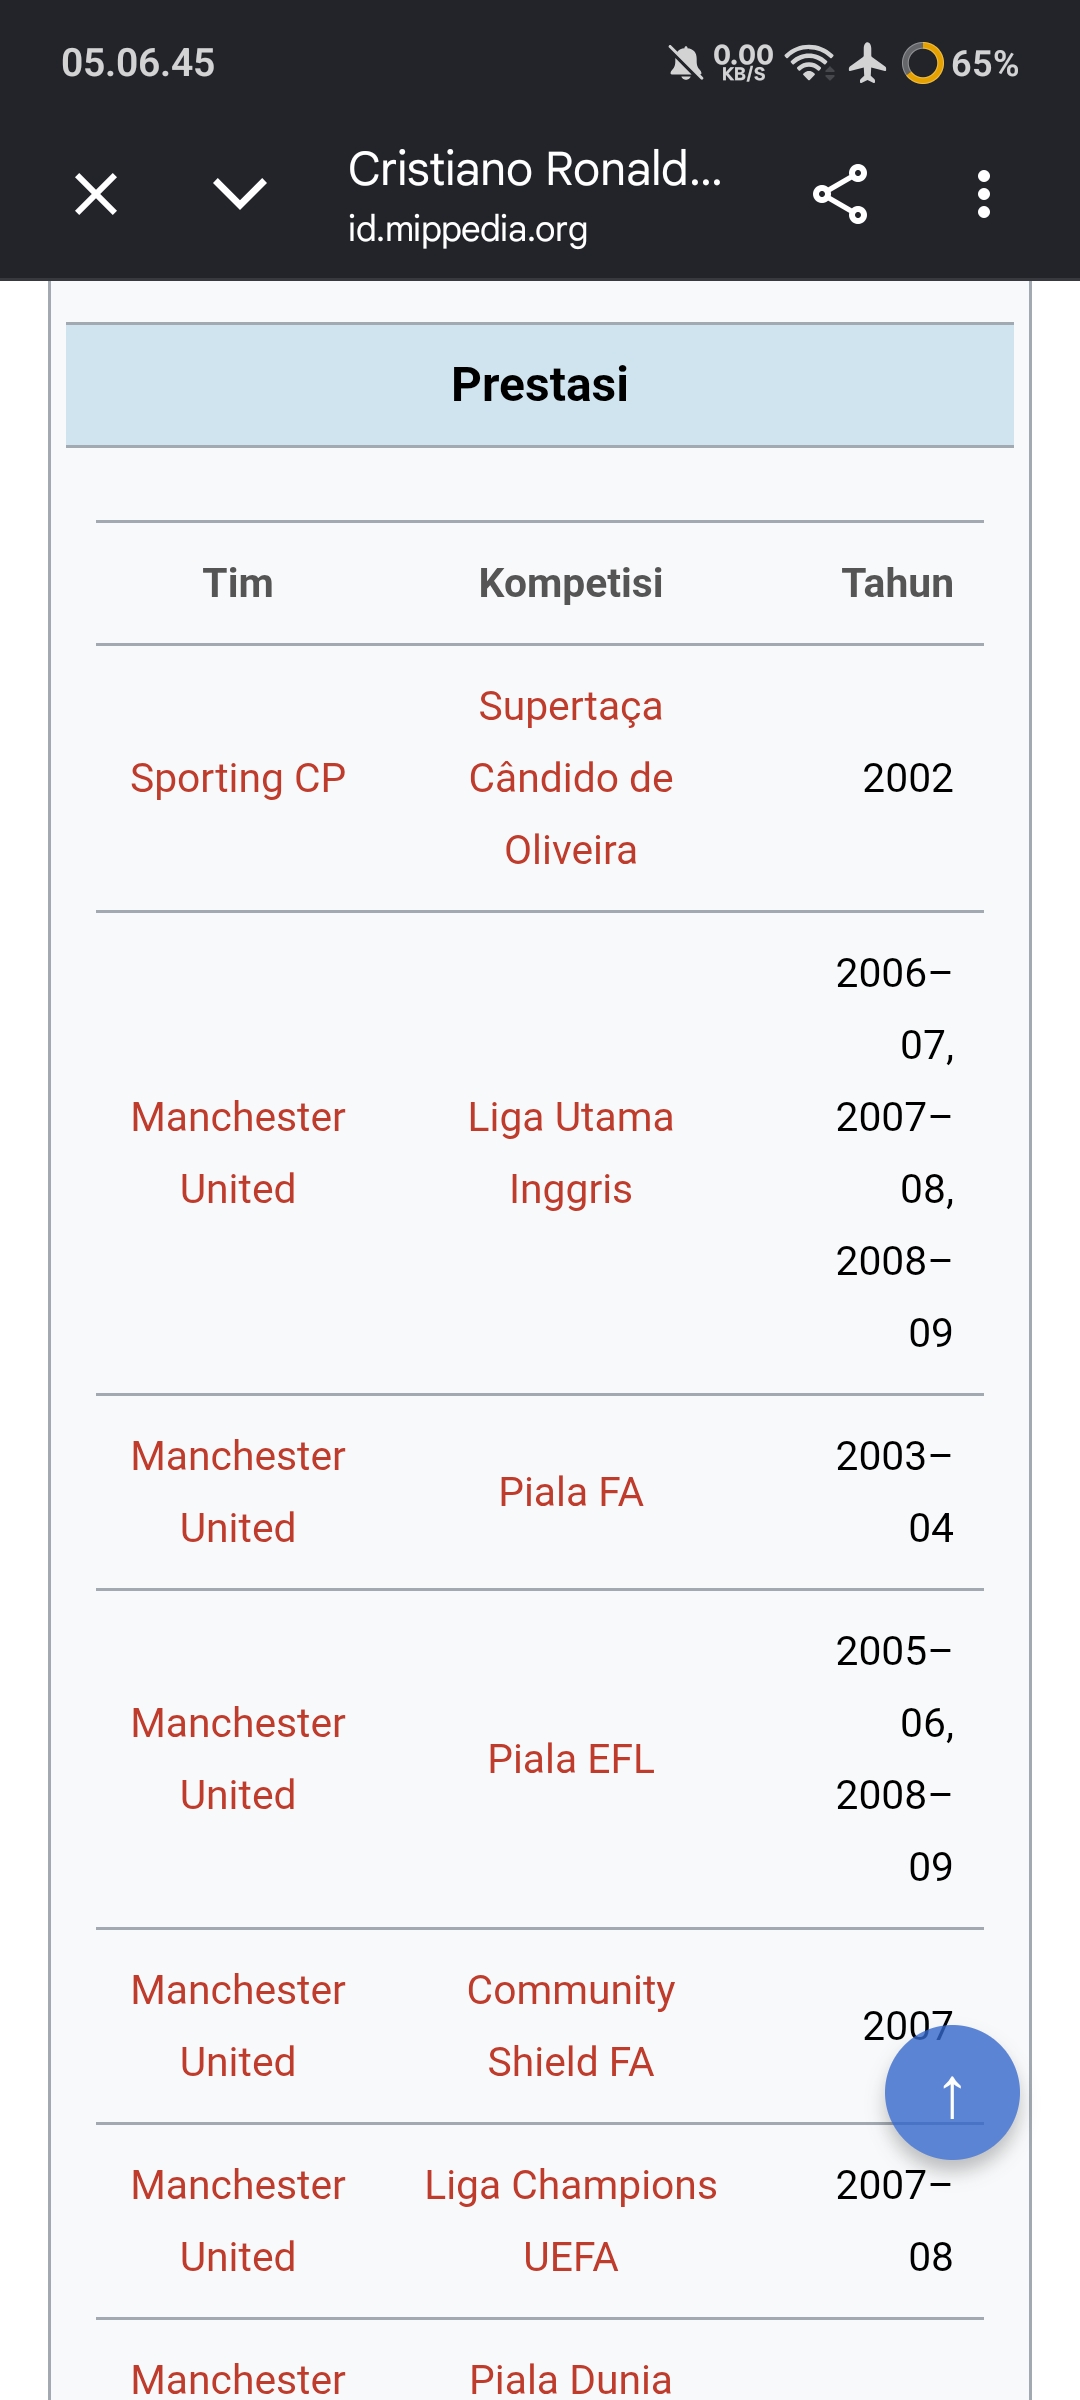 05.06.45
0.00
KB/S
65%
Cristiano Ronald...
id.mippedia.org
Prestasi
Tim Kompetisi Tahun
Supertaça
Sporting CP Cândido de 2002
Oliveira
2006–
07,
Manchester Liga Utama 2007–
United Inggris 08,
2008–
09
Manchester 2003–
Piala FA
United 04
2005–
Manchester 06,
Piala EFL
United 2008–
09
Manchester Community
2007
United Shield FA
↑
Manchester Liga Champions 2007–
United UEFA 08
Manchester Piala Dunia